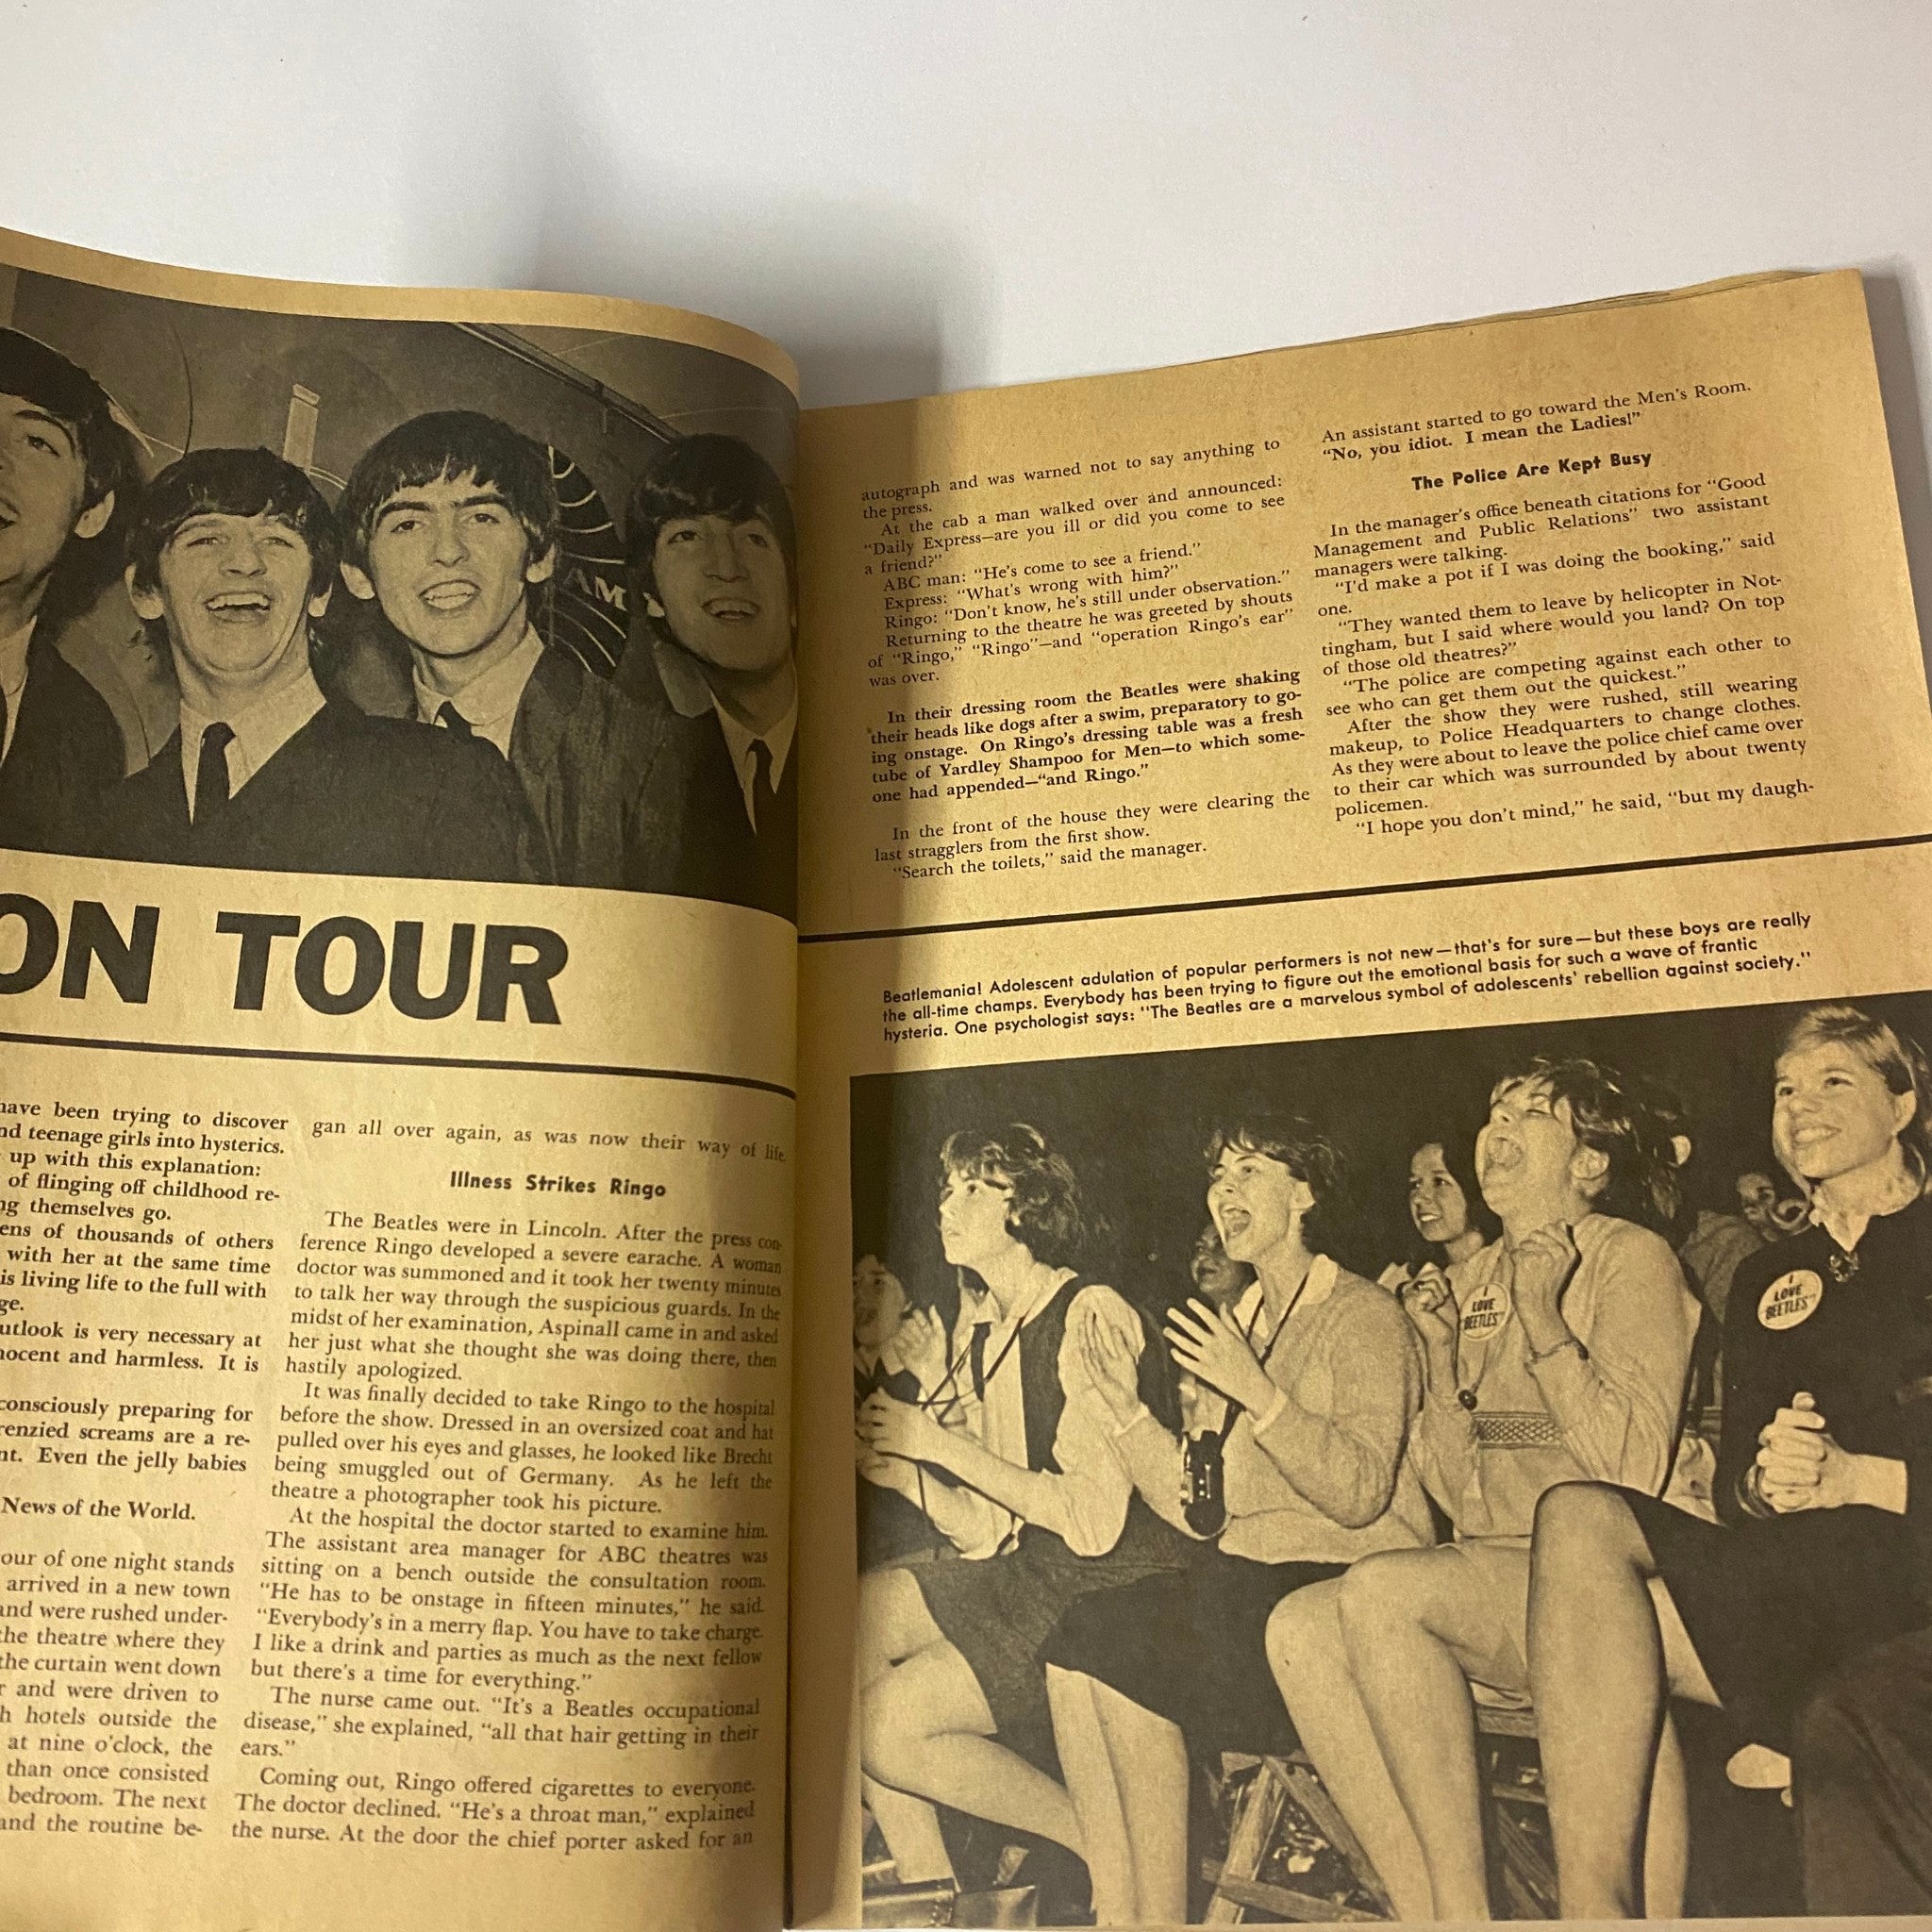 AM
ON TOUR
have been trying to discover
nd teenage girls into hysterics.
up with this explanation:
of flinging off childhood re-
ng themselves go.
ens of thousands of others
with her at the same time
is living life to the full with
ge.
utlook is very necessary at
nocent and harmless. It is
consciously preparing for
renzied screams are a re-
nt. Even the jelly babies
News of the World.
our of one night stands
arrived in a new town
and were rushed under-
the theatre where they
the curtain went down
r and were driven to
h hotels outside the
at nine o'clock, the
than once consisted
bedroom. The next
and the routine be-
gan all over again, as was now their way of life.
Illness Strikes Ringo
The Beatles were in Lincoln. After the press con-
ference Ringo developed a severe earache. A woman
doctor was summoned and it took her twenty minutes
to talk her way through the suspicious guards. In the
midst of her examination, Aspinall came in and asked
her just what she thought she was doing there, then
hastily apologized.
It was finally decided to take Ringo to the hospital
before the show. Dressed in an oversized coat and hat
pulled over his eyes and glasses, he looked like Brecht
being smuggled out of Germany. As he left the
theatre a photographer took his picture.
At the hospital the doctor started to examine him.
The assistant area manager for ABC theatres was
sitting on a bench outside the consultation room.
"He has to be onstage in fifteen minutes," he said.
"Everybody's in a merry flap. You have to take charge.
I like a drink and parties as much as the next fellow
but there's a time for everything."
The nurse came out. "It's a Beatles occupational
disease," she explained, "all that hair getting in their
ears."
Coming out, Ringo offered cigarettes to everyone.
The doctor declined. "He's a throat man," explained
the nurse. At the door the chief porter asked for an
autograph and was warned not to say anything to
the press.
At the cab a man walked over and announced:
"Daily Express—are you ill or did you come to see
a friend?"
ABC man: "He's come to see a friend."
Express: "What's wrong with him?"
Ringo: "Don't know, he's still under observation."
Returning to the theatre he was greeted by shouts
of "Ringo," "Ringo"—and "operation Ringo's ear"
was over.
In their dressing room the Beatles were shaking
their heads like dogs after a swim, preparatory to go-
ing onstage. On Ringo's dressing table was a fresh
tube of Yardley Shampoo for Men—to which some-
one had appended—"and Ringo."
In the front of the house they were clearing the
last stragglers from the first show.
"Search the toilets," said the manager.
An assistant started to go toward the Men's Room.
"No, you idiot. I mean the Ladies!"
The Police Are Kept Busy
In the manager's office beneath citations for "Good
Management and Public Relations" two assistant
managers were talking.
"I'd make a pot if I was doing the booking," said
one.
"They wanted them to leave by helicopter in Not-
tingham, but I said where would you land? On top
of those old theatres?"
"The police are competing against each other to
see who can get them out the quickest."
After the show they were rushed, still wearing
makeup, to Police Headquarters to change clothes.
As they were about to leave the police chief came over
to their car which was surrounded by about twenty
policemen.
"I hope you don't mind," he said, "but my daugh-
Beatlemania! Adolescent adulation of popular performers is not new—that's for sure—but these boys are really
the all-time champs. Everybody has been trying to figure out the emotional basis for such a wave of frantic
hysteria. One psychologist says: "The Beatles are a marvelous symbol of adolescents' rebellion against society."
I
LOVE
BEETLES
I
LOVE
BEETLES